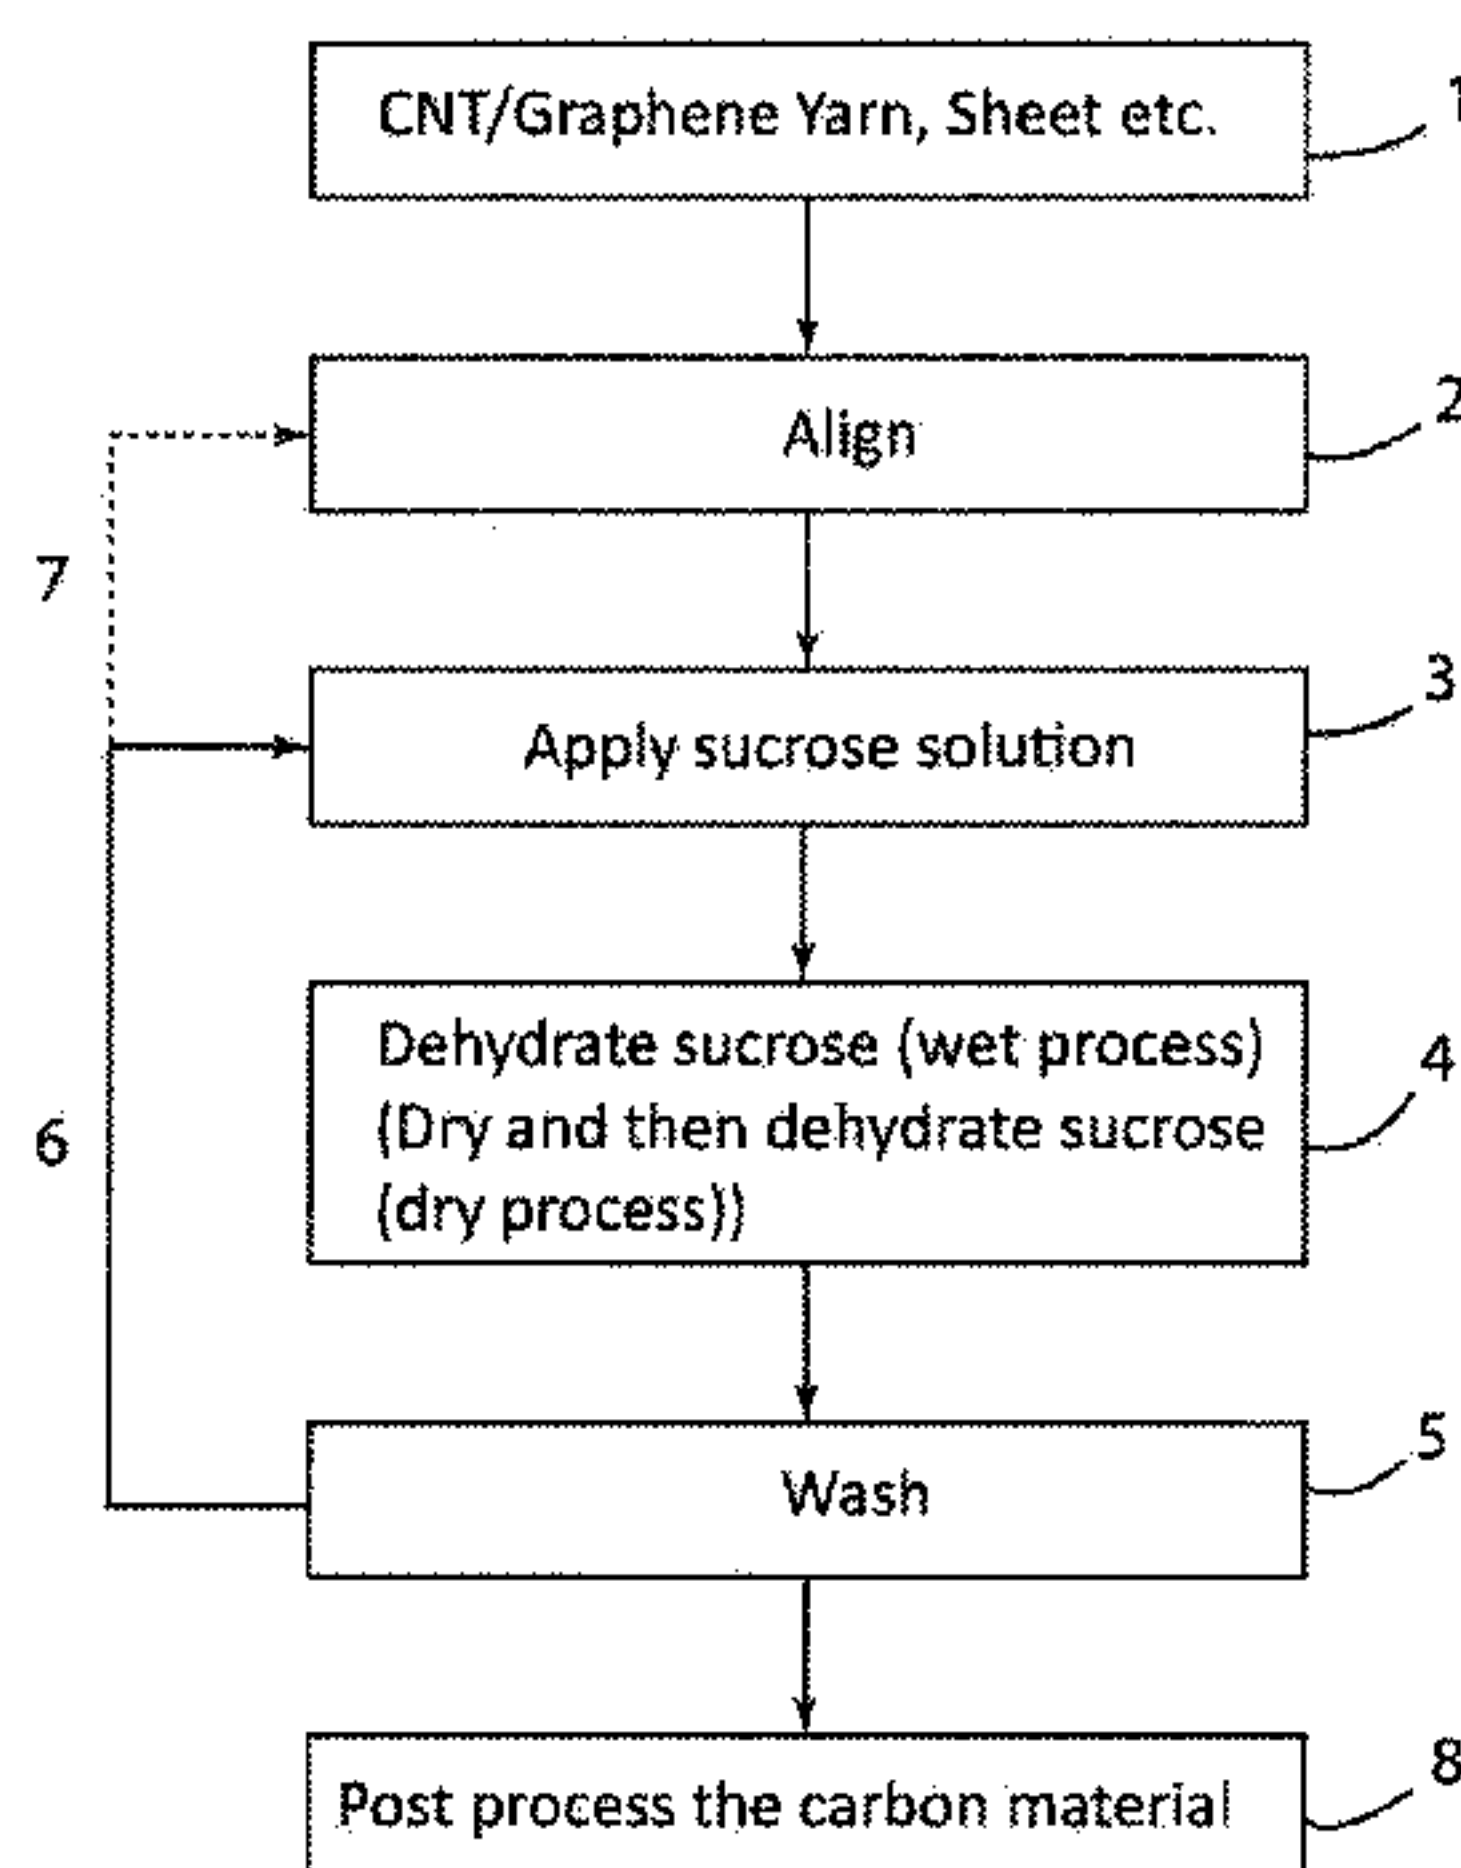 CNT/Graphene Yarn, Sheet etc.
1
Align
2
7
Apply sucrose solution
3
Dehydrate sucrose (wet process)
(Dry and then dehydrate sucrose
(dry process))
4
6
Wash
5
Post process the carbon material
8